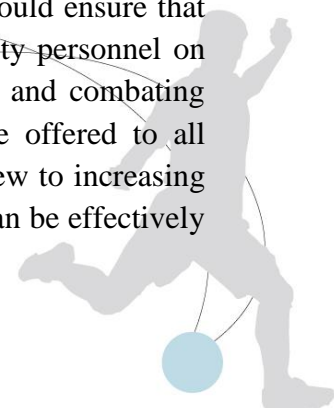 ould ensure that
ty personnel on
and combating
e offered to all
ew to increasing
an be effectively